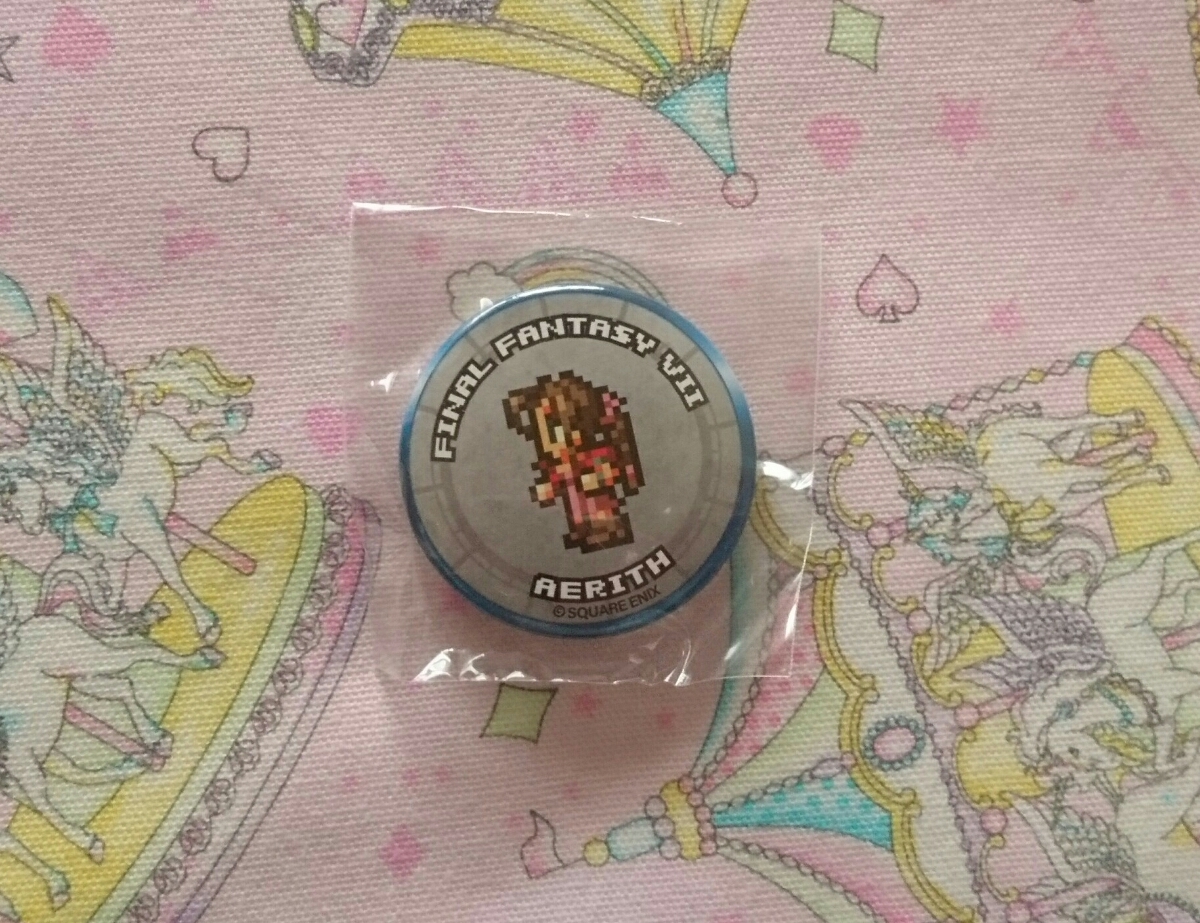 FINAL FANTASY VII
AERITH
© SQUARE ENIX